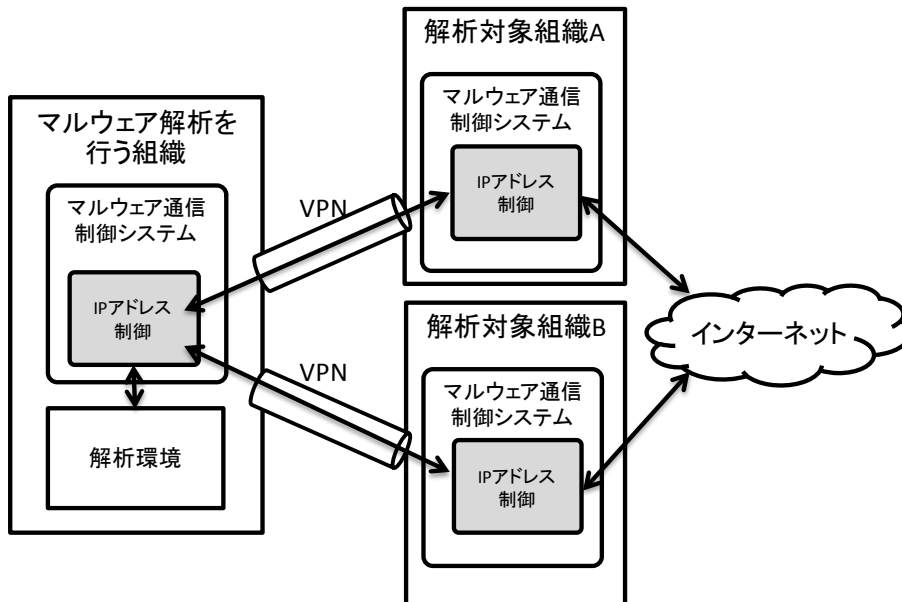 マルウェア解析を
行う組織
マルウェア通信
制御システム
IPアドレス
制御
解析環境
VPN
VPN
解析対象組織A
マルウェア通信
制御システム
IPアドレス
制御
解析対象組織B
マルウェア通信
制御システム
IPアドレス
制御
インターネット